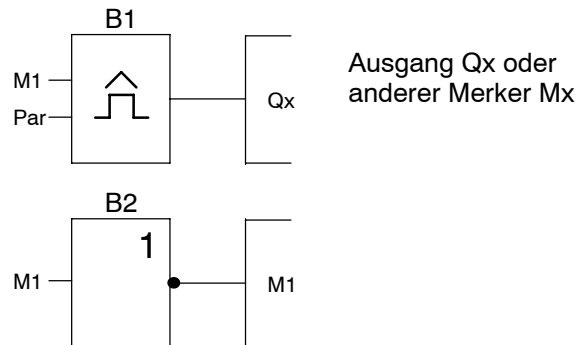 B1
M1
Par
Qx
Ausgang Qx oder
anderer Merker Mx
B2
1
M1
M1